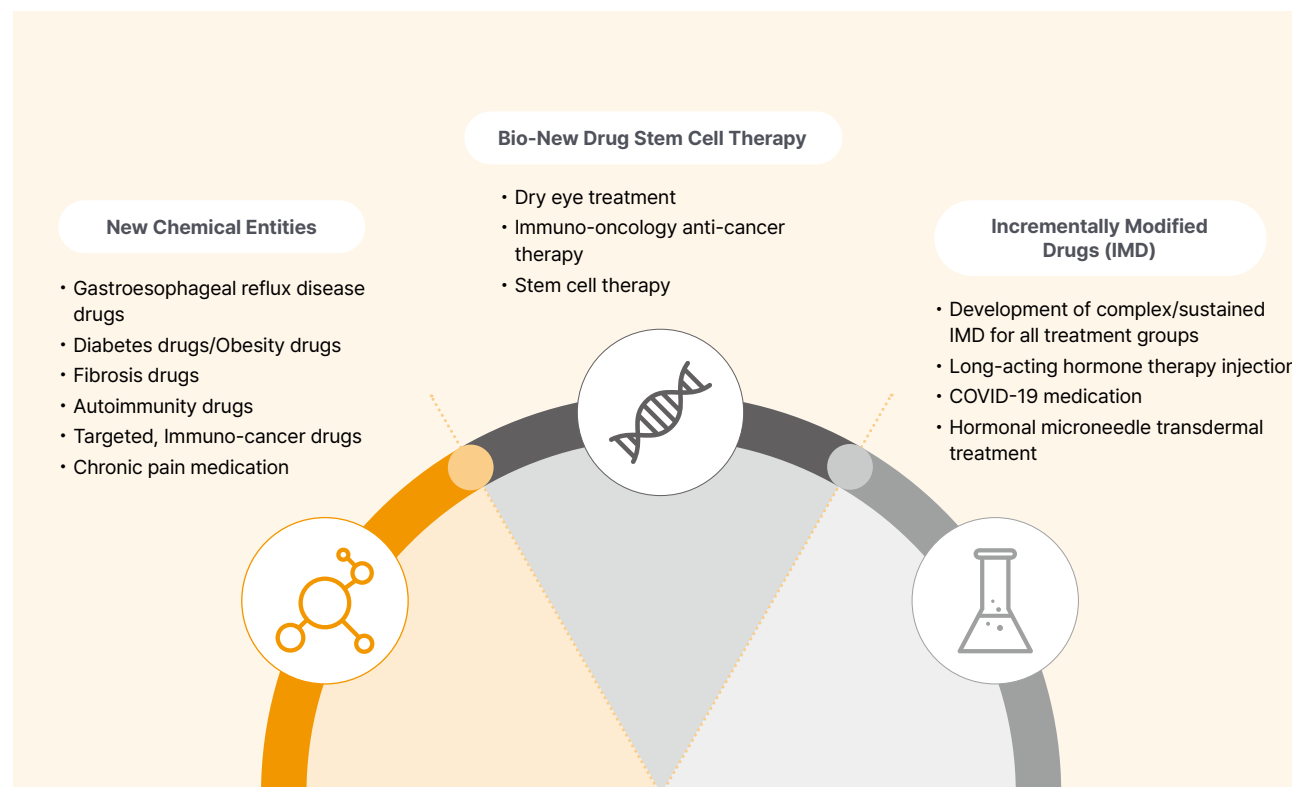 Bio-New Drug Stem Cell Therapy
• Dry eye treatment
• Immuno-oncology anti-cancer
therapy
• Stem cell therapy
New Chemical Entities
• Gastroesophageal reflux disease
drugs
• Diabetes drugs/Obesity drugs
• Fibrosis drugs
• Autoimmunity drugs
• Targeted, Immuno-cancer drugs
• Chronic pain medication
Incrementally Modified
Drugs (IMD)
• Development of complex/sustained
IMD for all treatment groups
• Long-acting hormone therapy injection
• COVID-19 medication
• Hormonal microneedle transdermal
treatment